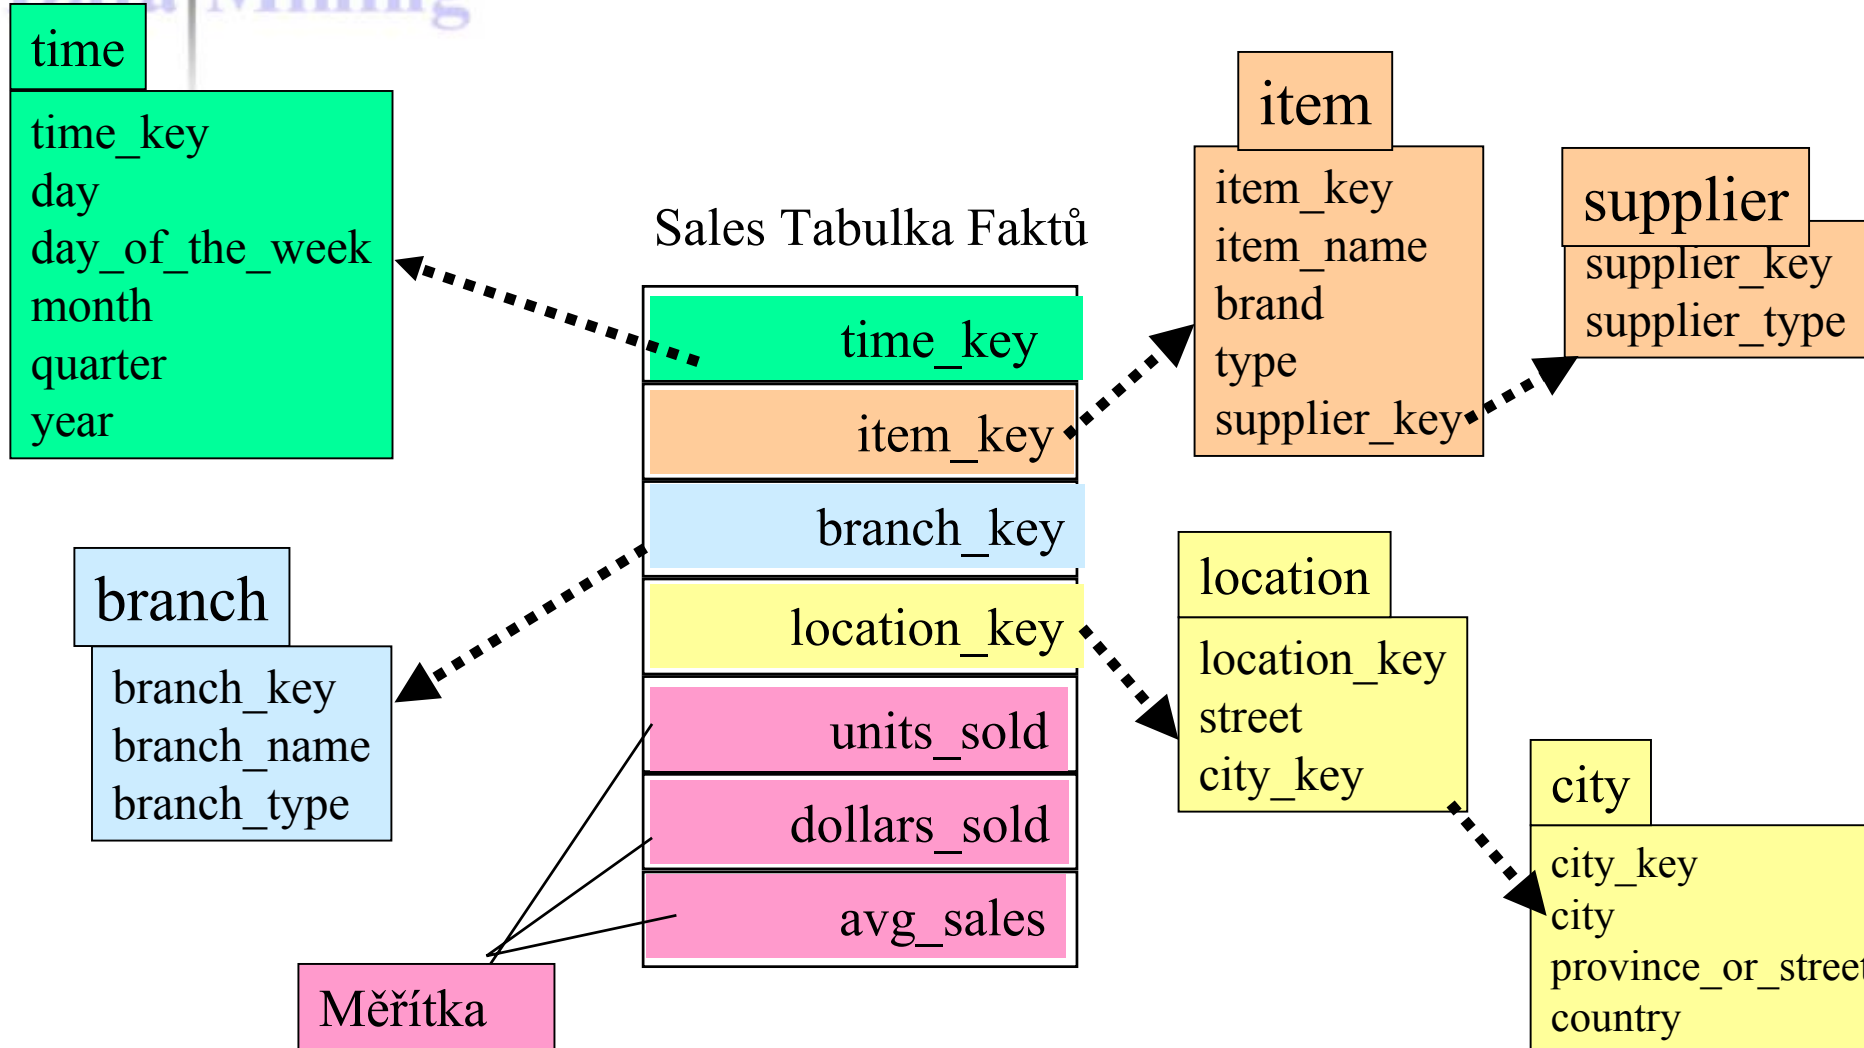 Mining
time
time_key
day
day_of_the_week
month
quarter
year
Sales Tabulka Faktů
time_key
item_key
branch_key
location_key
units_sold
dollars_sold
avg_sales
item
item_key
item_name
brand
type
supplier_key
supplier
supplier_key
supplier_type
branch
branch_key
branch_name
branch_type
location
location_key
street
city_key
city
city_key
city
province_or_street
country
Měřítka